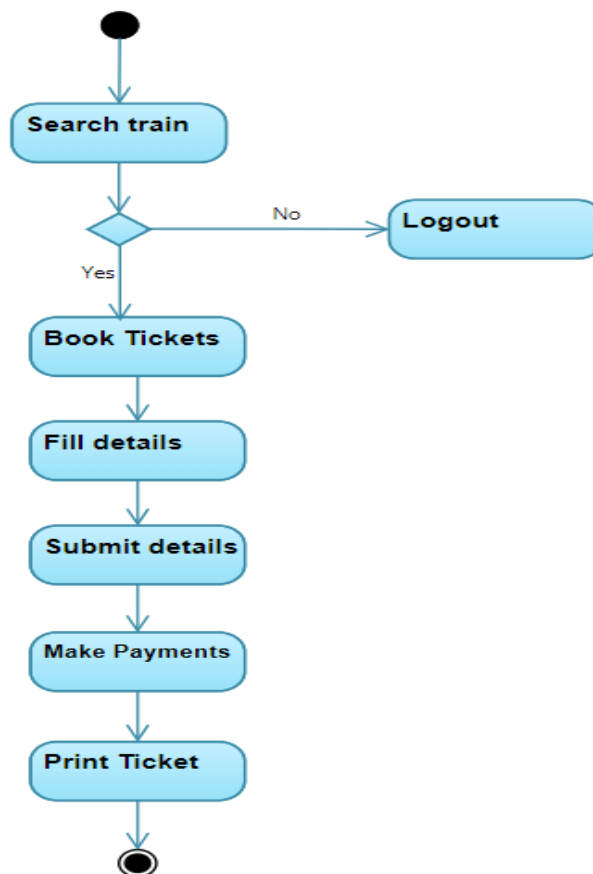 Search train
No
Logout
Yes
Book Tickets
Fill details
Submit details
Make Payments
Print Ticket